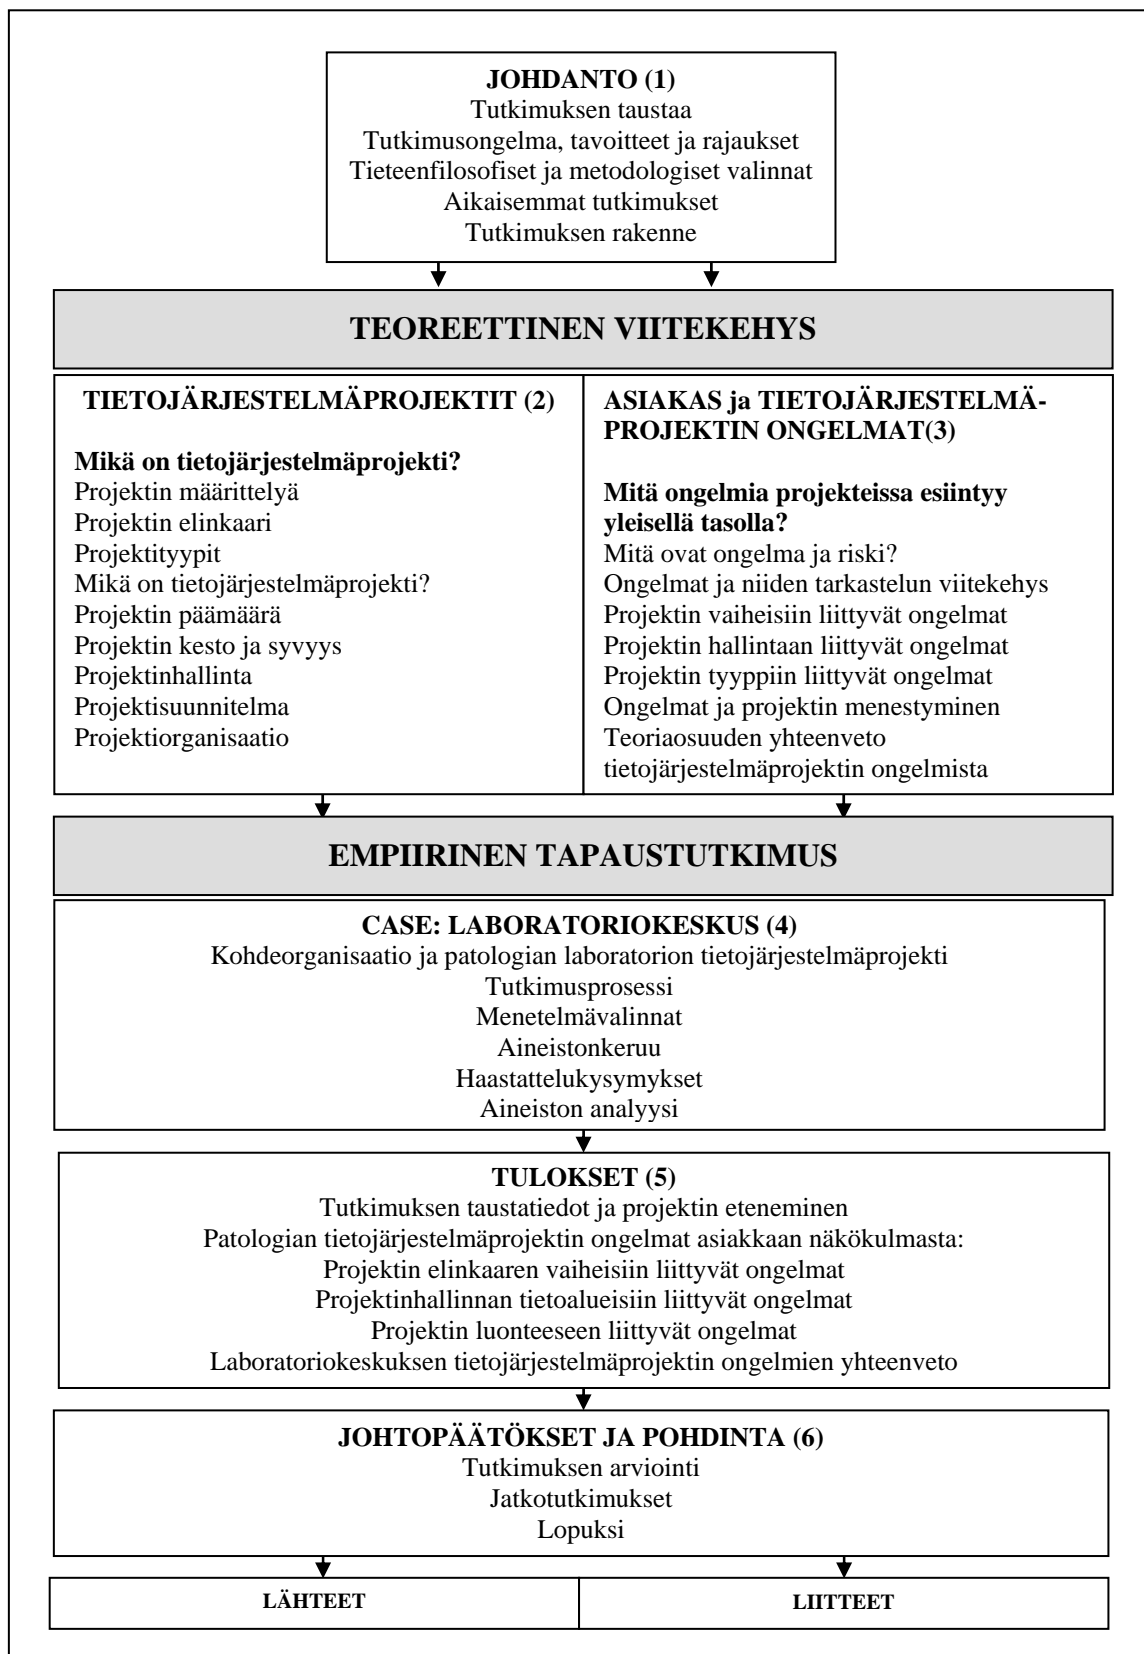 JOHDANTO (1)
Tutkimuksen taustaa
Tutkimusongelma, tavoitteet ja rajaukset
Tieteenfilosofiset ja metodologiset valinnat
Aikaisemmat tutkimukset
Tutkimuksen rakenne
TEOREETTINEN VIITEKEHYS
TIETOJÄRJESTELMÄPROJEKTIT (2)
Mikä on tietojärjestelmäprojekti?
Projektin määrittelyä
Projektin elinkaari
Projektityypit
Mikä on tietojärjestelmäprojekti?
Projektin päämäärä
Projektin kesto ja syvyys
Projektinhallinta
Projektisuunnitelma
Projektiorganisaatio
ASIAKAS ja TIETOJÄRJESTELMÄ-
PROJEKTIN ONGELMAT(3)
Mitä ongelmia projekteissa esiintyy
yleisellä tasolla?
Mitä ovat ongelma ja riski?
Ongelmat ja niiden tarkastelun viitekehys
Projektin vaiheisiin liittyvät ongelmat
Projektin hallintaan liittyvät ongelmat
Projektin tyyppiin liittyvät ongelmat
Ongelmat ja projektin menestyminen
Teoriaosuuden yhteenveto
tietojärjestelmäprojektin ongelmista
EMPIIRINEN TAPAUSTUTKIMUS
CASE: LABORATORIOKESKUS (4)
Kohdeorganisaatio ja patologian laboratorion tietojärjestelmäprojekti
Tutkimusprosessi
Menetelmävalinnat
Aineistonkeruu
Haastattelukysymykset
Aineiston analyysi
TULOKSET (5)
Tutkimuksen taustatiedot ja projektin eteneminen
Patologian tietojärjestelmäprojektin ongelmat asiakkaan näkökulmasta:
Projektin elinkaaren vaiheisiin liittyvät ongelmat
Projektinhallinnan tietoalueisiin liittyvät ongelmat
Projektin luonteeseen liittyvät ongelmat
Laboratoriokeskuksen tietojärjestelmäprojektin ongelmien yhteenveto
JOHTOPÄÄTÖKSET JA POHDINTA (6)
Tutkimuksen arviointi
Jatkotutkimukset
Lopuksi
LÄHTEET
LIITTEET